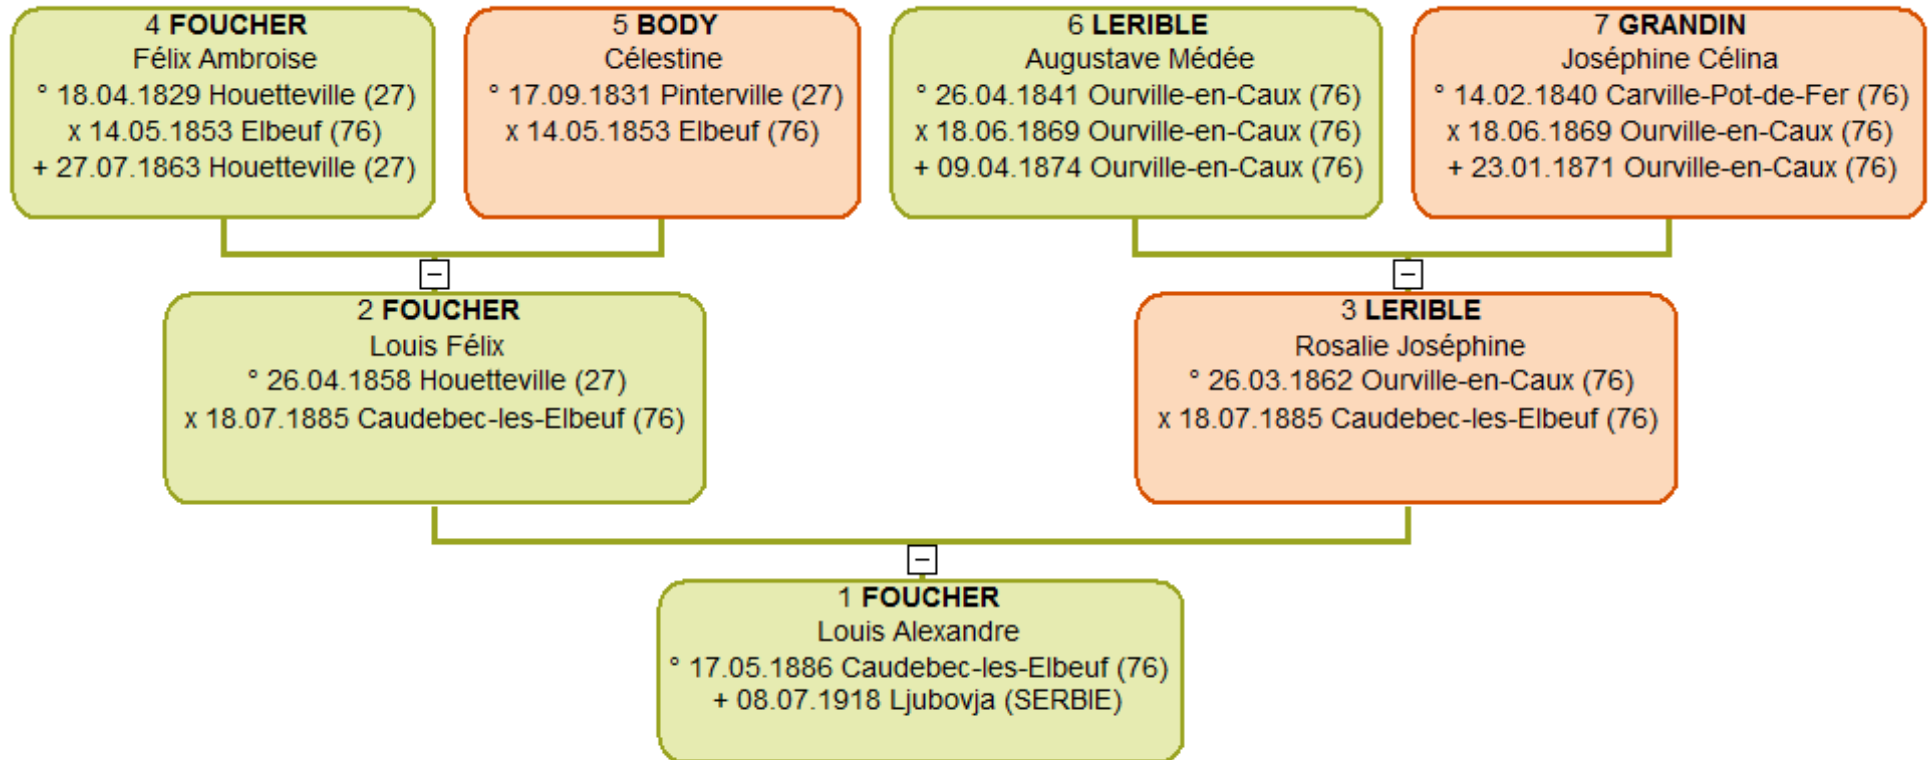 4 FOUCHER
Félix Ambroise
° 18.04.1829 Houetteville (27)
x 14.05.1853 Elbeuf (76)
+ 27.07.1863 Houetteville (27)
5 BODY
Célestine
° 17.09.1831 Pinterville (27)
x 14.05.1853 Elbeuf (76)
6 LERIBLE
Augustave Médée
° 26.04.1841 Ourville-en-Caux (76)
x 18.06.1869 Ourville-en-Caux (76)
+ 09.04.1874 Ourville-en-Caux (76)
7 GRANDIN
Joséphine Célina
° 14.02.1840 Carville-Pot-de-Fer (76)
x 18.06.1869 Ourville-en-Caux (76)
+ 23.01.1871 Ourville-en-Caux (76)
2 FOUCHER
Louis Félix
° 26.04.1858 Houetteville (27)
x 18.07.1885 Caudebec-les-Elbeuf (76)
3 LERIBLE
Rosalie Joséphine
° 26.03.1862 Ourville-en-Caux (76)
x 18.07.1885 Caudebec-les-Elbeuf (76)
1 FOUCHER
Louis Alexandre
° 17.05.1886 Caudebec-les-Elbeuf (76)
+ 08.07.1918 Ljubovja (SERBIE)